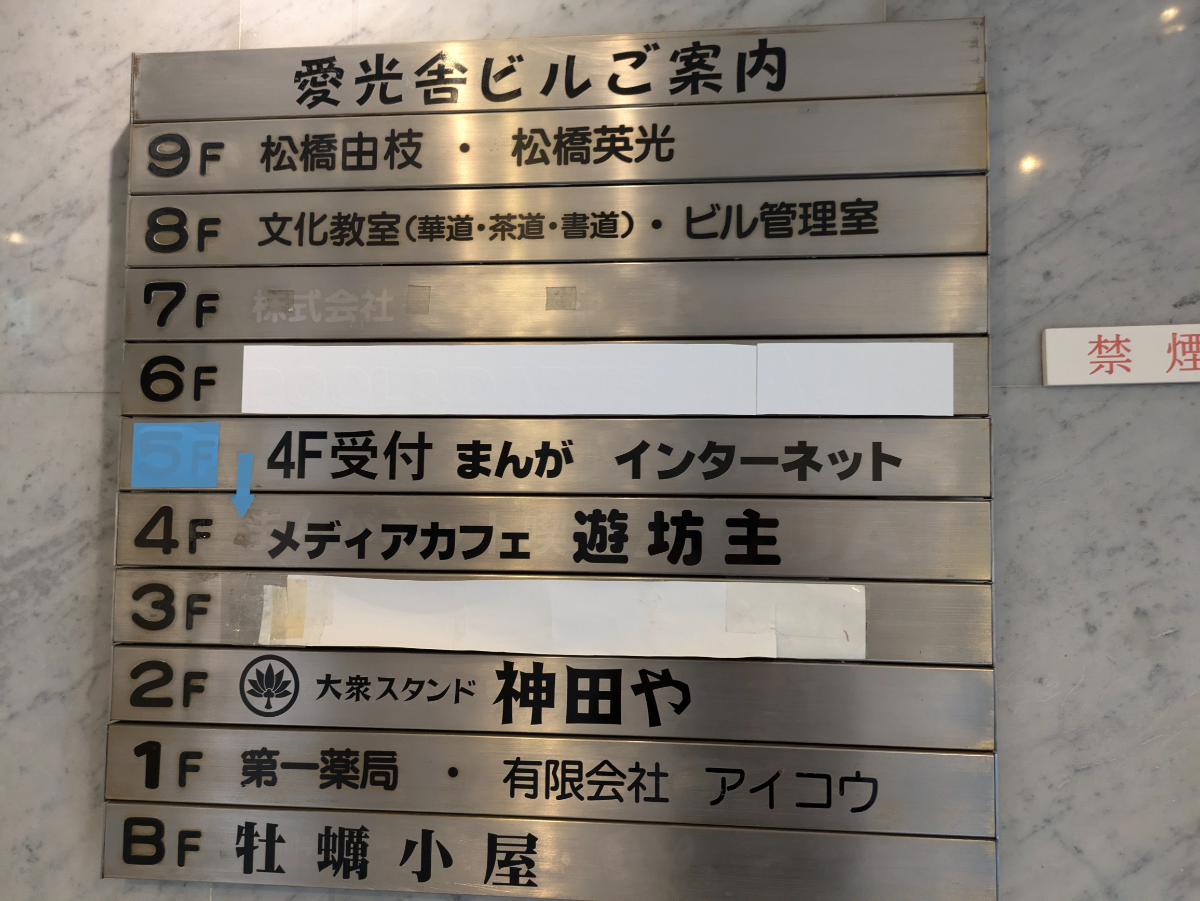 愛光舎ビルご案内
9F 松橋由枝 ・ 松橋英光
8F 文化教室(華道・茶道・書道)・ビル管理室
7F 株式会社
6F
5F 4F受付 まんが インターネット
4F メディアカフェ 遊坊主
3F
2F 大衆スタンド 神田や
1F 第一薬局 ・ 有限会社 アイコウ
BF 牡蠣小屋
禁煙